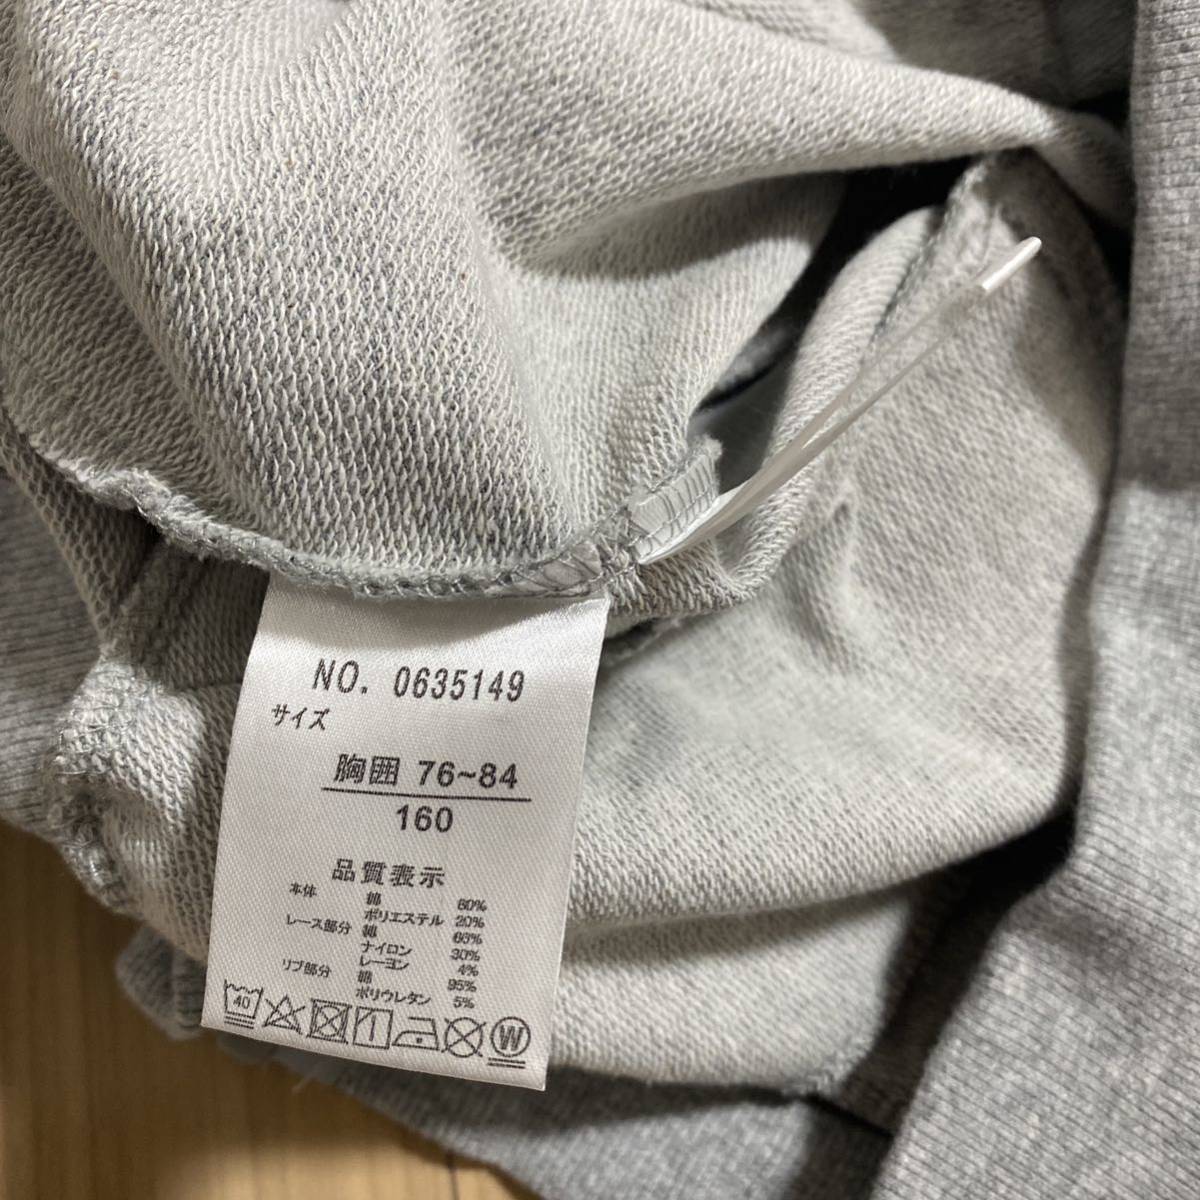 NO. 0635149
サイズ
胸囲 76~84
160
品質表示
本体 綿 80%
ポリエステル 20%
レース部分 綿 66%
ナイロン 30%
レーヨン 4%
リブ部分 綿 95%
ポリウレタン 5%
40 W